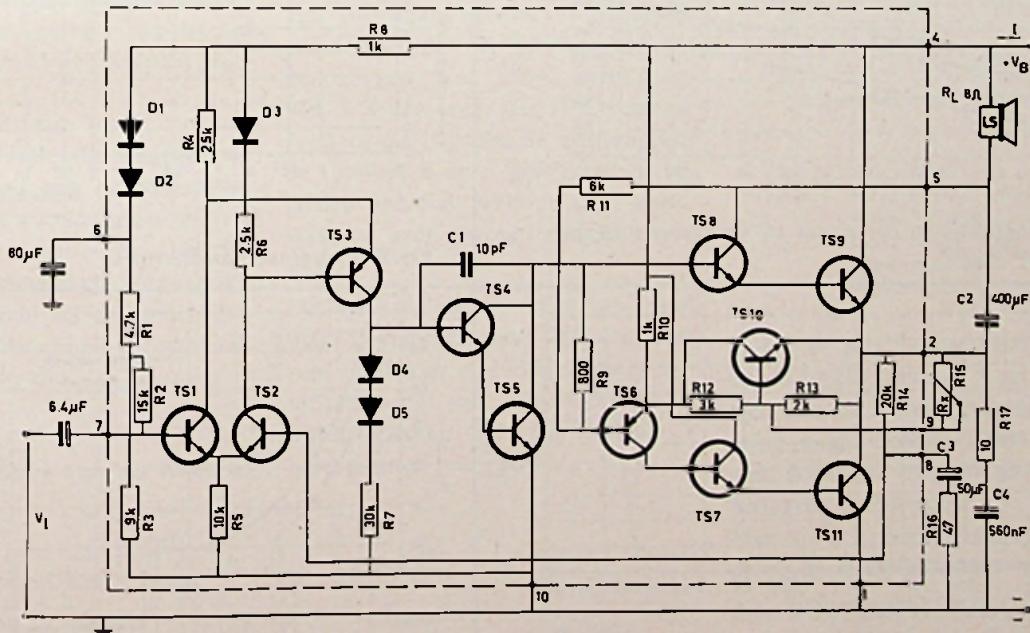 R8
1k
4
I
+VB
RL 8Ω
LS
D1
D2
R4
2.5k
D3
5
6k
R11
6
80µF
R6
2.5k
TS3
C1
10pF
TS8
TS9
TS4
1k
R10
TS10
C2
400µF
4.7k
R1
15k
R2
D4
D5
800
R9
TS6
R12
3k
R13
2k
2
20k
R14
R15
Rx
9
6.4µF
7
TS1
TS2
TS5
C3
8
50µF
R17
10
VI
9k
R3
10k
R5
30k
R7
TS7
TS11
R16
47
C4
560nF
10
1